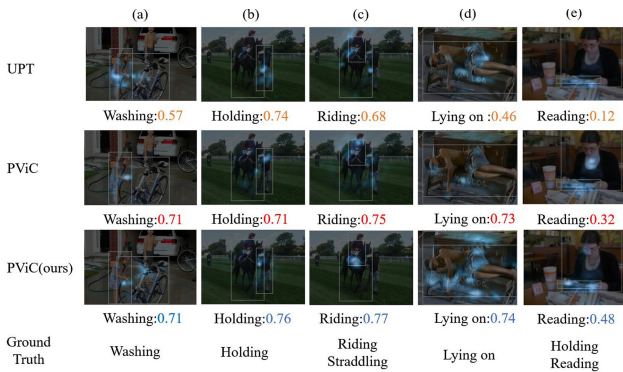 (a) (b) (c) (d) (e)
UPT
Washing:0.57 Holding:0.74 Riding:0.68 Lying on :0.46 Reading:0.12
PViC
Washing:0.71 Holding:0.71 Riding:0.75 Lying on:0.73 Reading:0.32
PViC(ours)
Washing:0.71 Holding:0.76 Riding:0.77 Lying on:0.74 Reading:0.48
Ground Truth
Washing
Holding
Riding
Straddling
Lying on
Holding
Reading